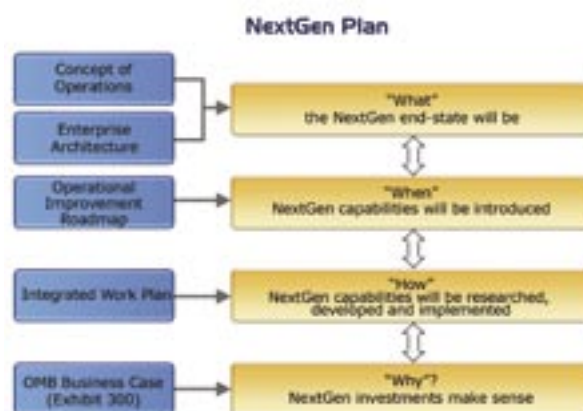 NextGen Plan
Concept of
Operations
Enterprise
Architecture
"What"
the NextGen end-state will be
Operational
Improvement
Roadmap
"When"
NextGen capabilities will be introduced
Integrated Work Plan
"How"
NextGen capabilities will be researched,
developed and implemented
OMB Business Case
(Exhibit 300)
"Why"?
NextGen investments make sense